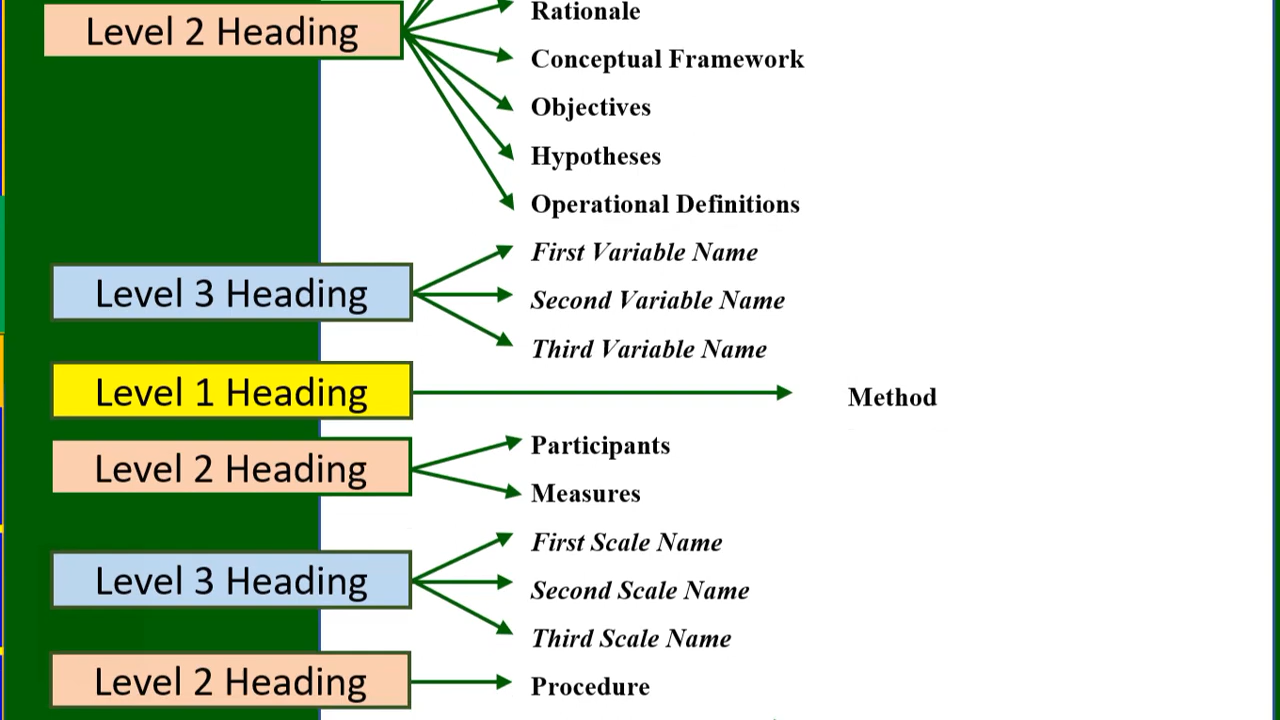 Rationale
Level 2 Heading
Conceptual Framework
Objectives
Hypotheses
Operational Definitions
First Variable Name
Level 3 Heading
Second Variable Name
Third Variable Name
Level 1 Heading
Method
Participants
Level 2 Heading
Measures
First Scale Name
Level 3 Heading
Second Scale Name
Third Scale Name
Level 2 Heading
Procedure